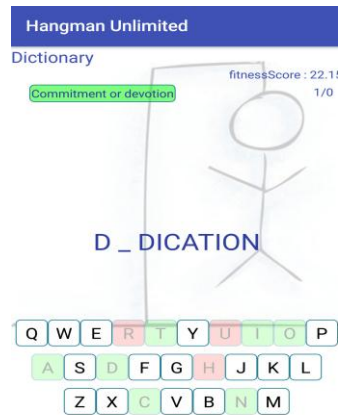 Hangman Unlimited
Dictionary
fitnessScore : 22.15
Commitment or devotion
1/0
D _ DICATION
Q W E R T Y U I O P
A S D F G H J K L
Z X C V B N M